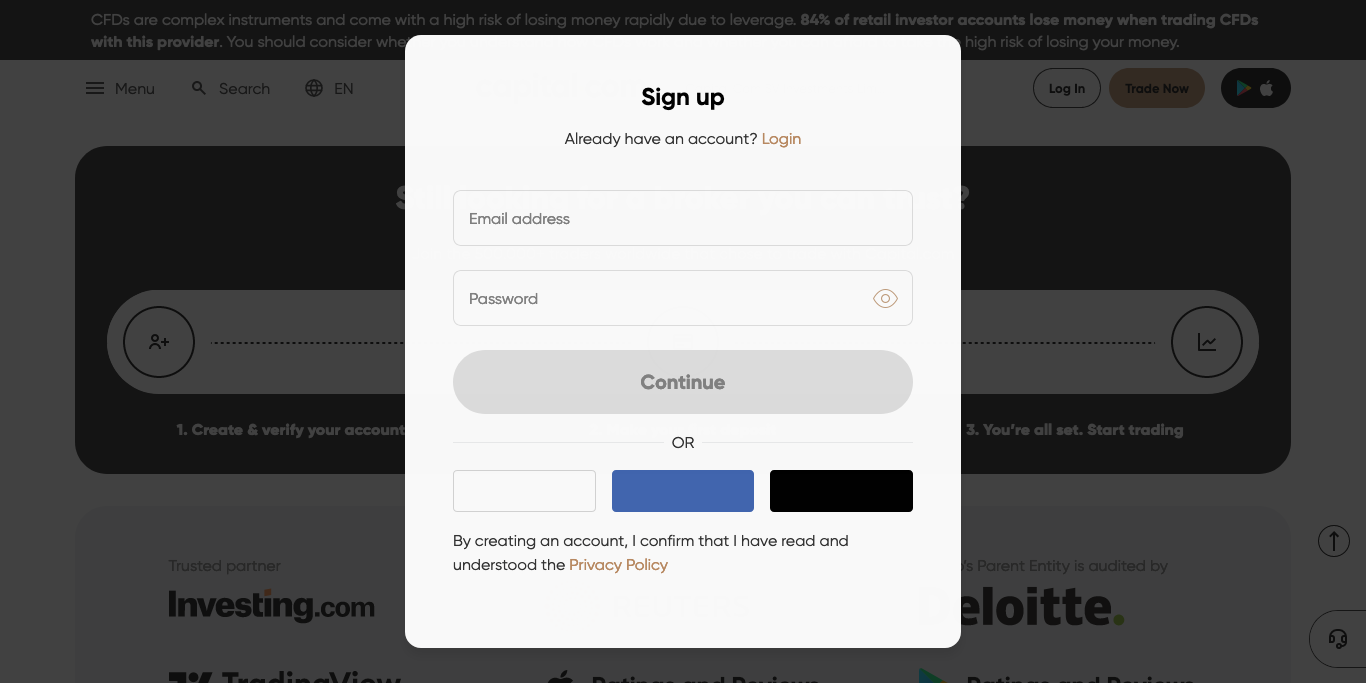 CFDs are complex instruments and come with a high risk of losing money rapidly due to leverage. 84% of retail investor accounts lose money when trading CFDs
with this provider. You should consider high risk of losing your money.
Menu
Search
EN
Log In
Trade Now
Sign up
Already have an account? Login
Email address
Password
Continue
OR
By creating an account, I confirm that I have read and
understood the Privacy Policy
1. Create & verify your account
3. You're all set. Start trading
Trusted partner
Investing.com
's Parent Entity is audited by
Deloitte.
TradingView
Ratings and Reviews
Ratings and Reviews